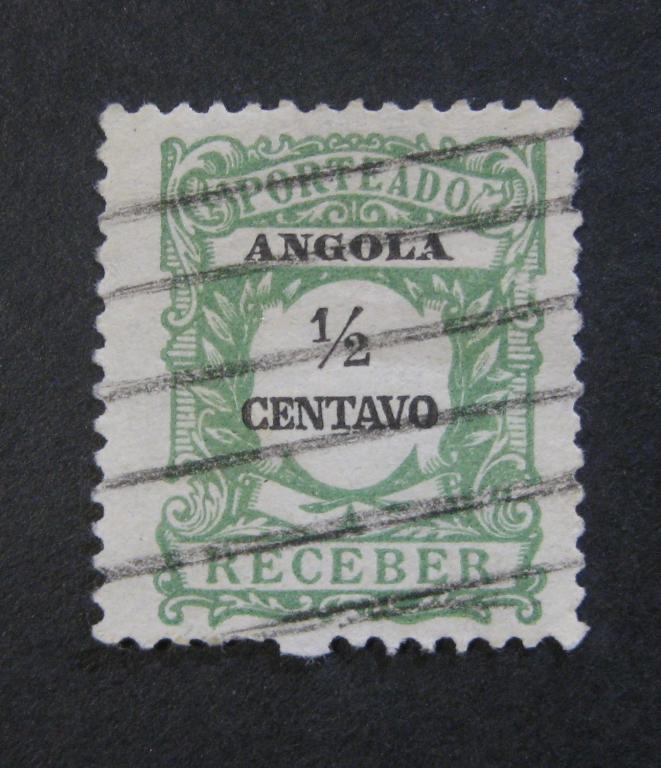 PORTEADO
ANGOLA
½
CENTAVO
A
RECEBER